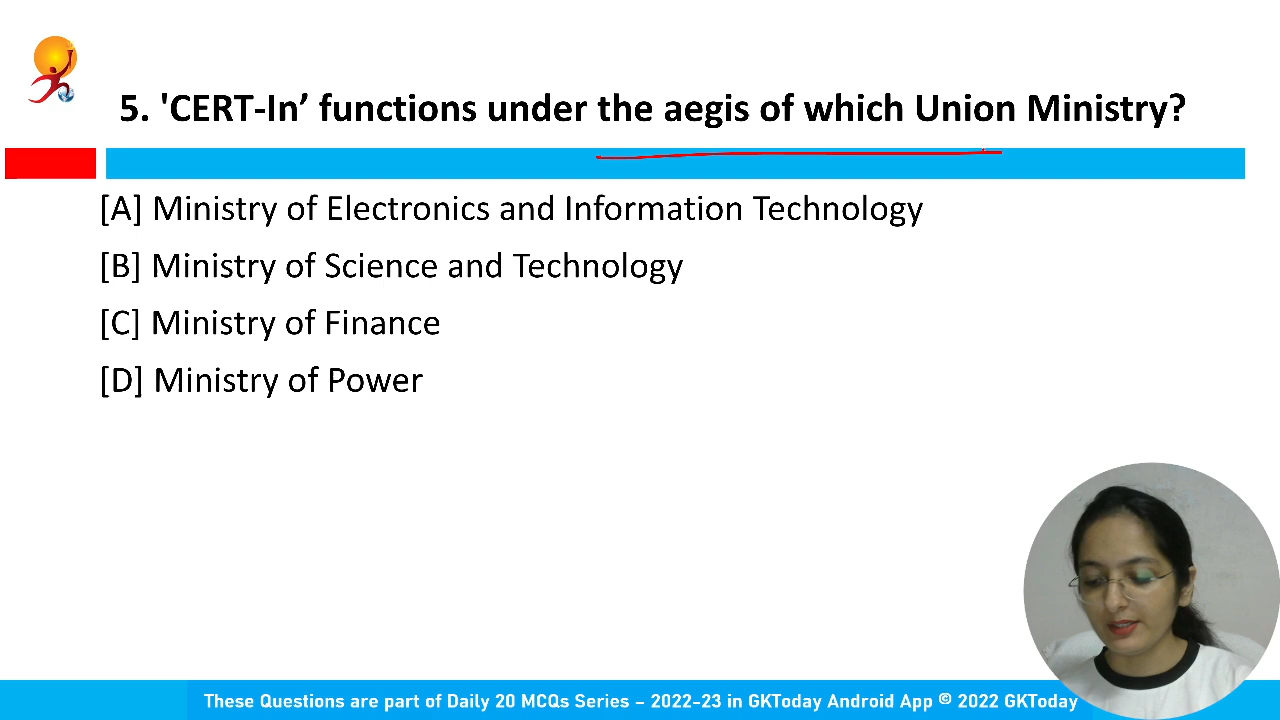 5. 'CERT-In’ functions under the aegis of which Union Ministry?
[A] Ministry of Electronics and Information Technology
[B] Ministry of Science and Technology
[C] Ministry of Finance
[D] Ministry of Power
These Questions are part of Daily 20 MCQs Series – 2022-23 in GKToday Android App © 2022 GKToday